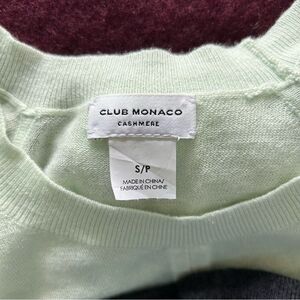 CLUB MONACO
CASHMERE
S/P
MADE IN CHINA/
FABRIQUÉ EN CHINE